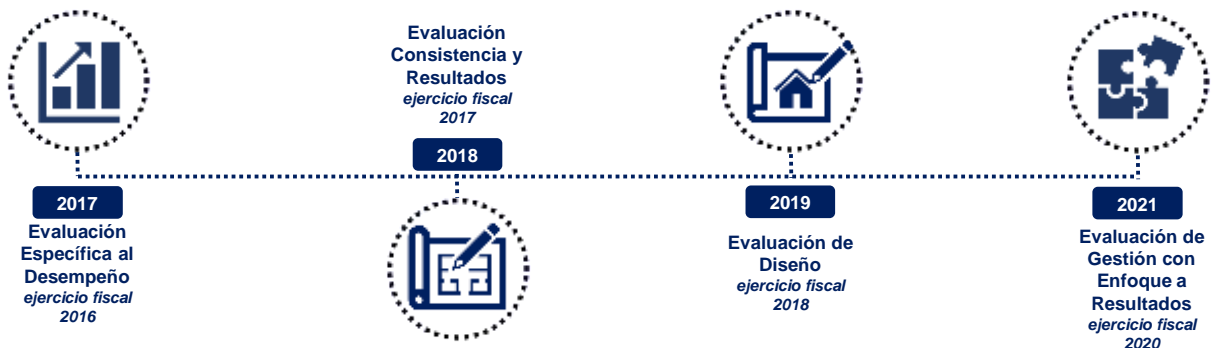 2017
Evaluación
Específica al
Desempeño
ejercicio fiscal
2016
Evaluación
Consistencia y
Resultados
ejercicio fiscal
2017
2018
2019
Evaluación de
Diseño
ejercicio fiscal
2018
2021
Evaluación de
Gestión con
Enfoque a
Resultados
ejercicio fiscal
2020